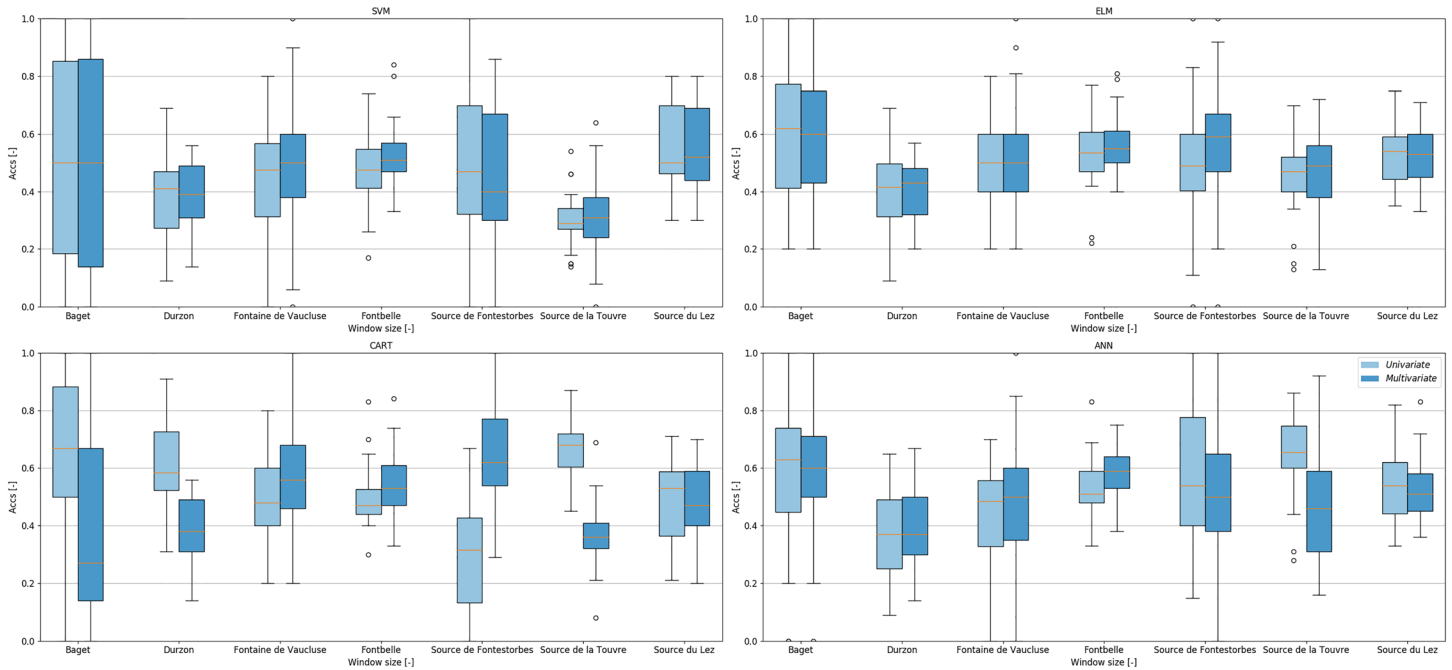 SVM
1.0
0.8
0.6
0.4
0.2
0.0
Accs [-]
Baget Durzon Fontaine de Vaucluse Fontbelle Source de Fontestorbes Source de la Touvre Source du Lez
Window size [-]
ELM
1.0
0.8
0.6
0.4
0.2
0.0
Accs [-]
Baget Durzon Fontaine de Vaucluse Fontbelle Source de Fontestorbes Source de la Touvre Source du Lez
Window size [-]
CART
1.0
0.8
0.6
0.4
0.2
0.0
Accs [-]
Baget Durzon Fontaine de Vaucluse Fontbelle Source de Fontestorbes Source de la Touvre Source du Lez
Window size [-]
ANN
1.0
0.8
0.6
0.4
0.2
0.0
Accs [-]
Univariate
Multivariate
Baget Durzon Fontaine de Vaucluse Fontbelle Source de Fontestorbes Source de la Touvre Source du Lez
Window size [-]